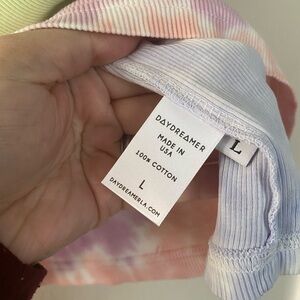 DAYDREAMER
MADE IN
USA
100% COTTON
L
DAYDREAMERLA.COM
L